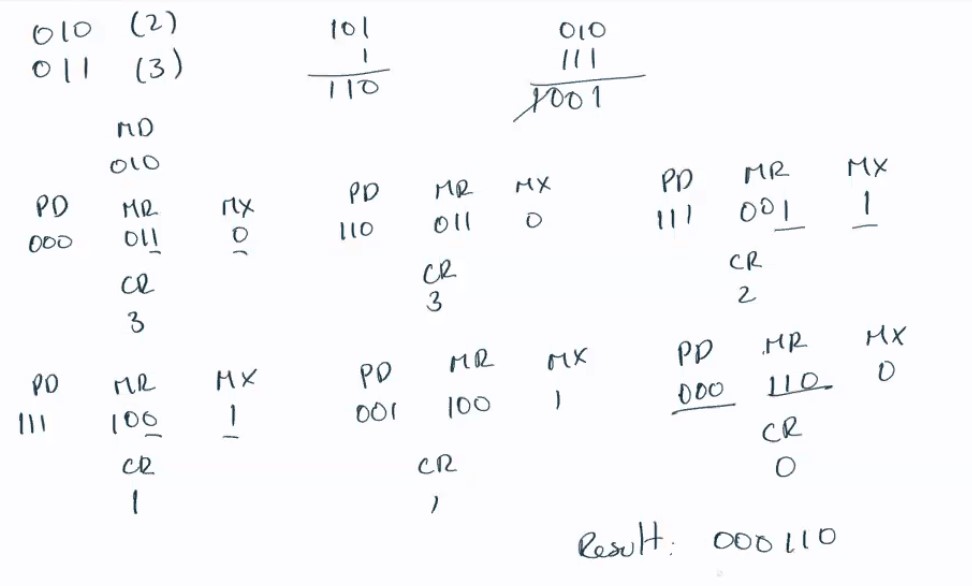 010 (2) 101 010
011 (3) 1 111
110 1001
MD
010
PD MR MX PD MR MX PD MR MX
000 011 0 110 011 0 111 001 1
CR CR CR
3 3 2
PD MR MX PD MR MX PD MR MX
111 100 1 001 100 1 000 110 0
CR CR CR
1 1 0
Result: 000110